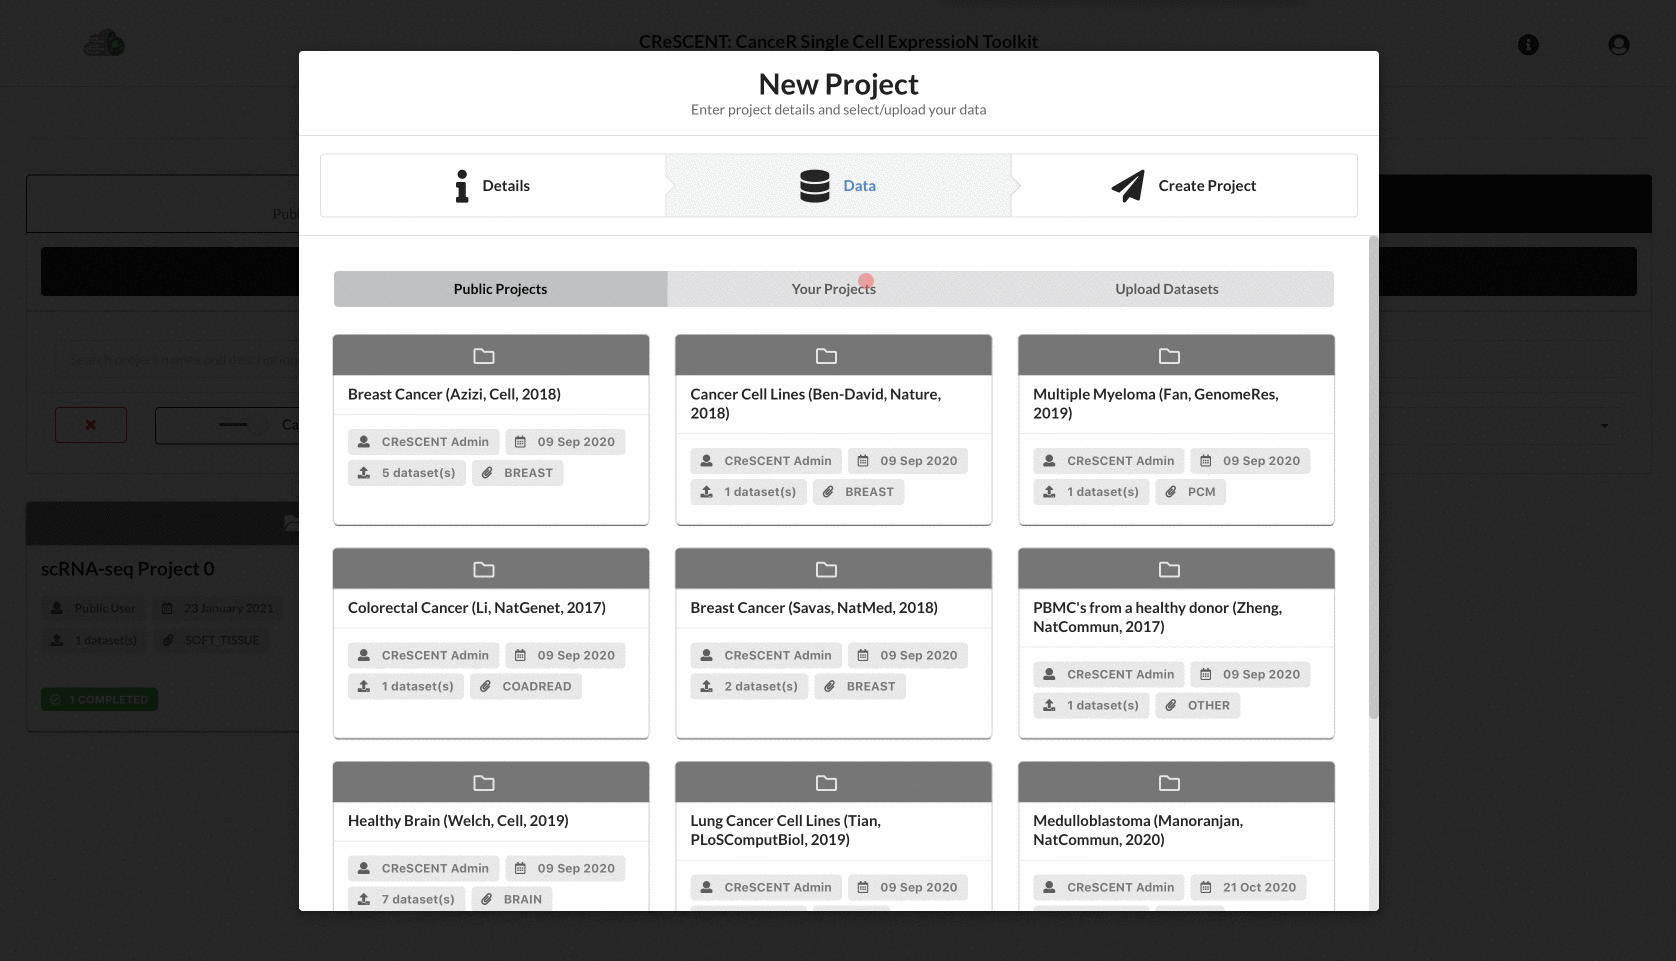 CReSCENT: CanceR Single Cell ExpressioN Toolkit
New Project
Enter project details and select/upload your data
Details
Data
Create Project
Publ
Public Projects
Your Projects
Upload Datasets
Search project names and description
Ca
Breast Cancer (Azizi, Cell, 2018)
CReSCENT Admin 09 Sep 2020
5 dataset(s) BREAST
Cancer Cell Lines (Ben-David, Nature,
2018)
CReSCENT Admin 09 Sep 2020
1 dataset(s) BREAST
Multiple Myeloma (Fan, GenomeRes,
2019)
CReSCENT Admin 09 Sep 2020
1 dataset(s) PCM
scRNA-seq Project 0
Public User 23 January 2021
1 dataset(s) SOFT_TISSUE
1 COMPLETED
Colorectal Cancer (Li, NatGenet, 2017)
CReSCENT Admin 09 Sep 2020
1 dataset(s) COADREAD
Breast Cancer (Savas, NatMed, 2018)
CReSCENT Admin 09 Sep 2020
2 dataset(s) BREAST
PBMC's from a healthy donor (Zheng,
NatCommun, 2017)
CReSCENT Admin 09 Sep 2020
1 dataset(s) OTHER
Healthy Brain (Welch, Cell, 2019)
CReSCENT Admin 09 Sep 2020
7 dataset(s) BRAIN
Lung Cancer Cell Lines (Tian,
PLoSComputBiol, 2019)
CReSCENT Admin 09 Sep 2020
Medulloblastoma (Manoranjan,
NatCommun, 2020)
CReSCENT Admin 21 Oct 2020